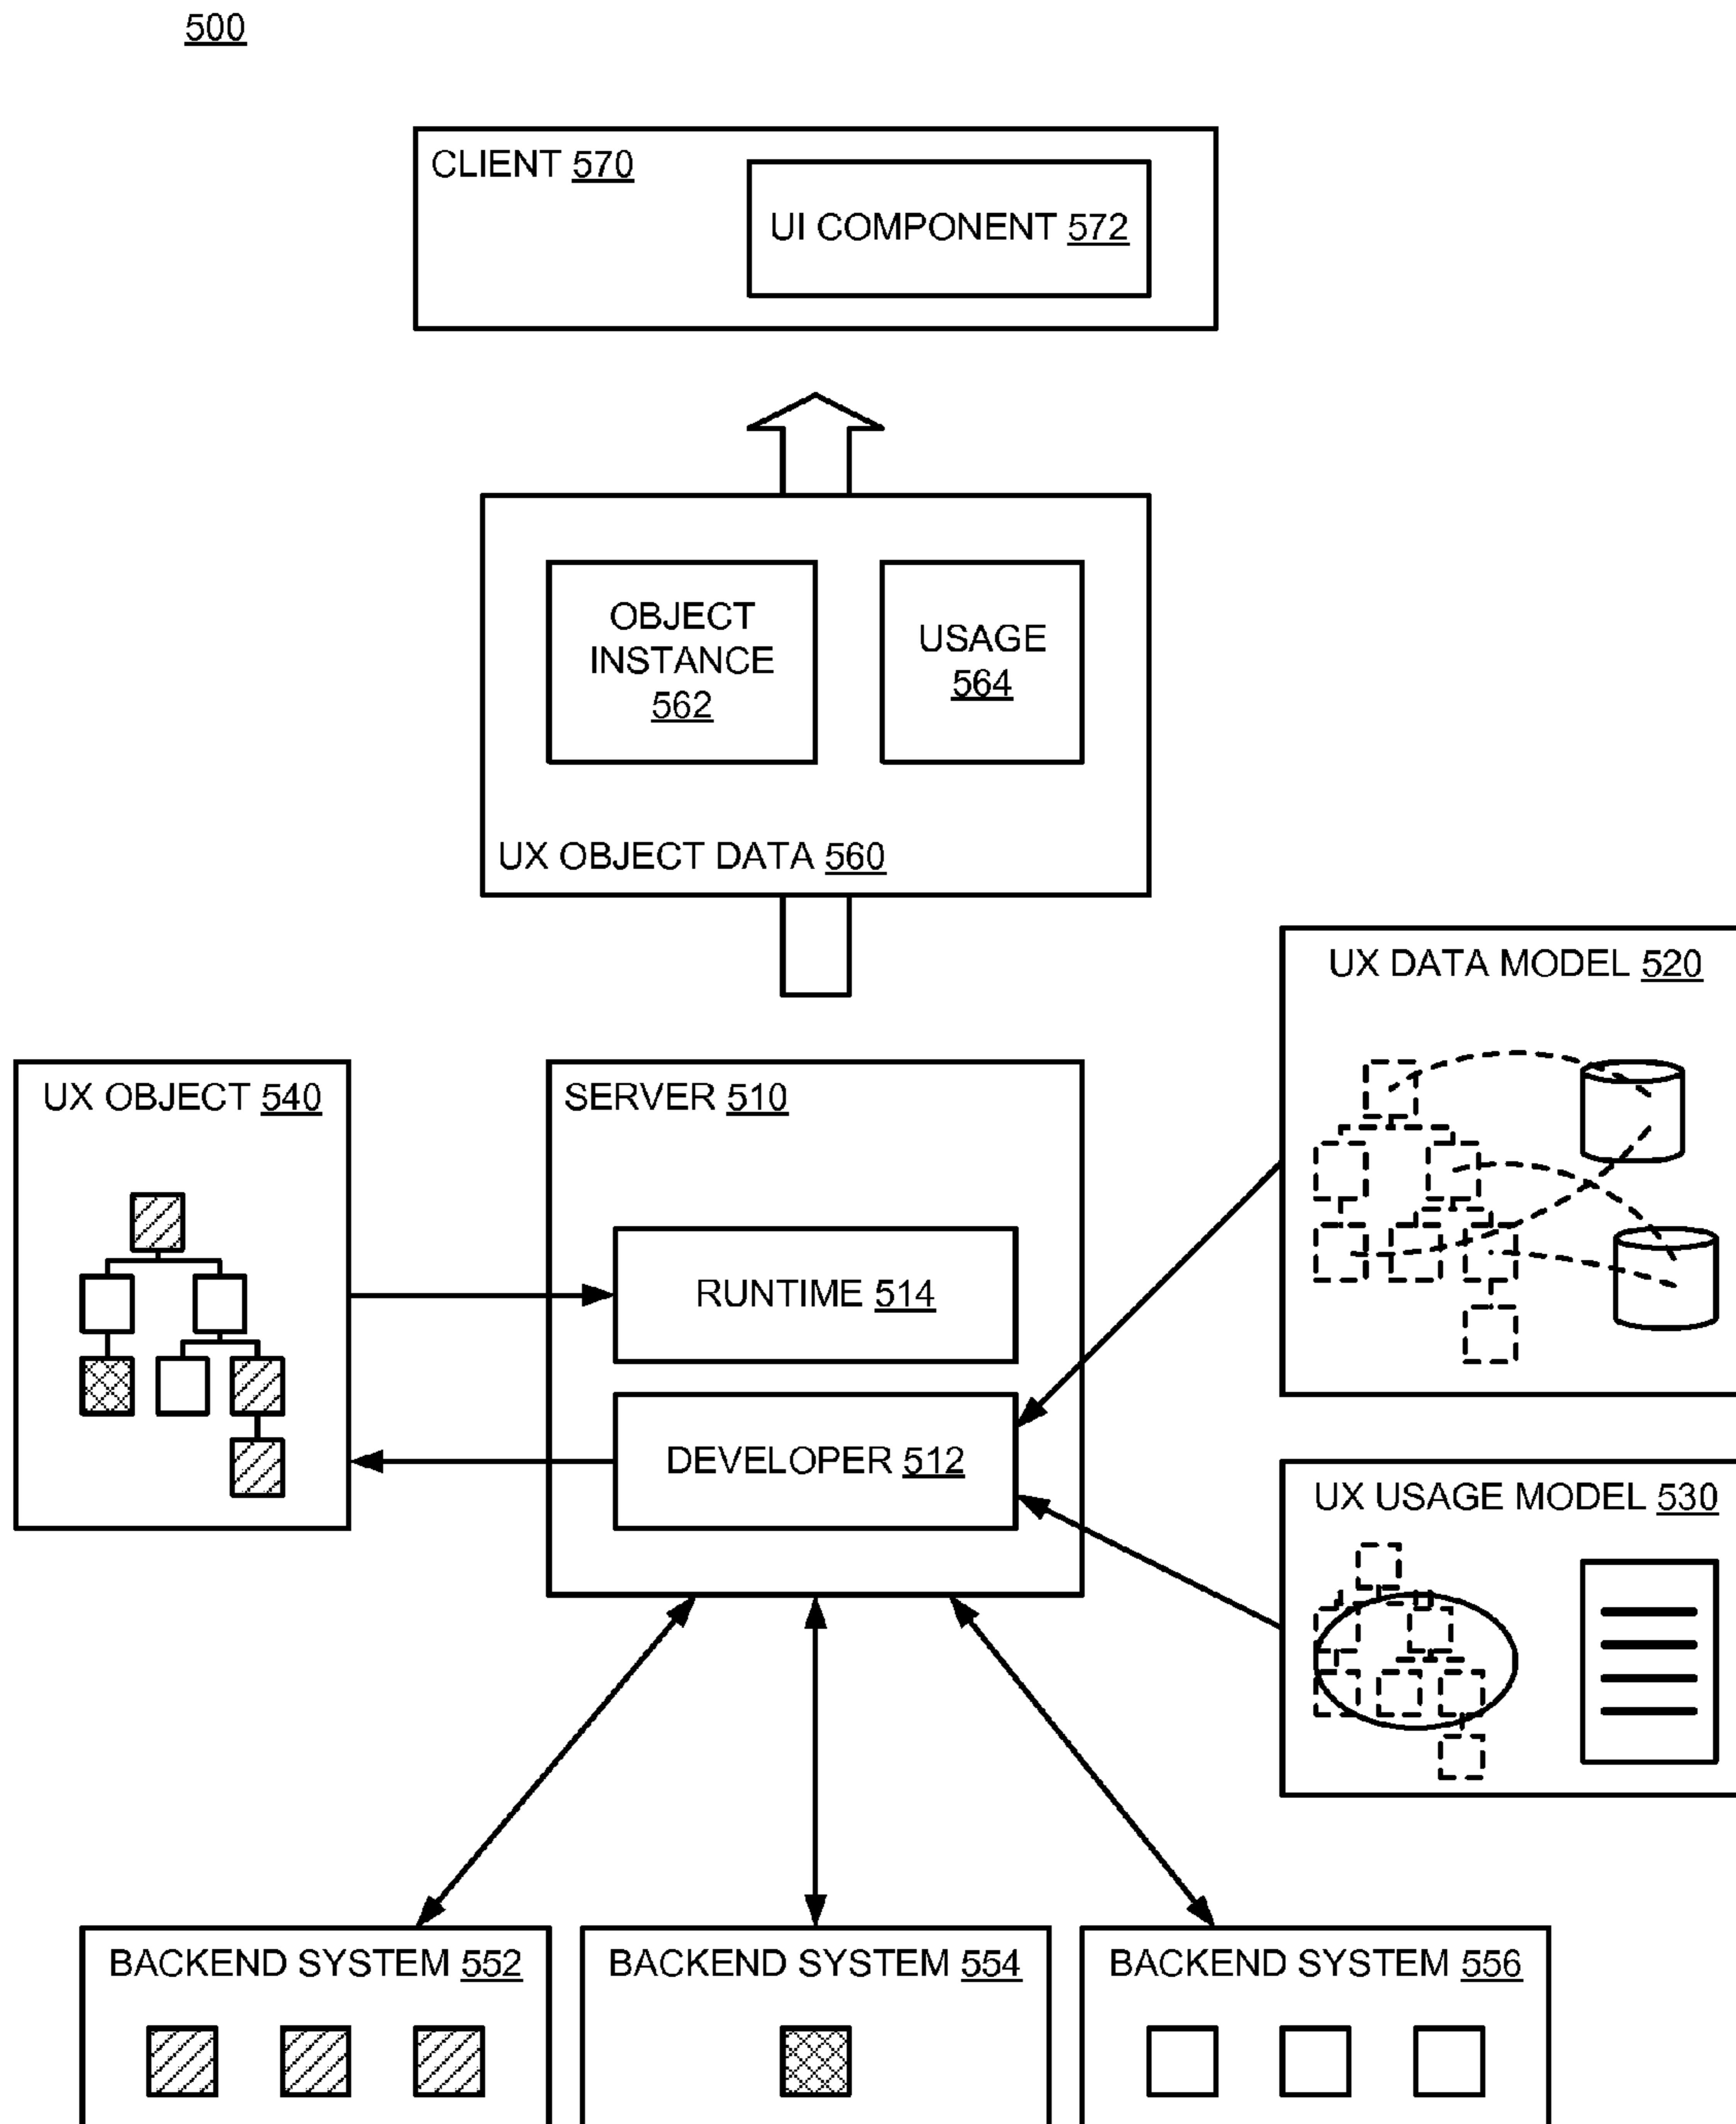 500
CLIENT 570
UI COMPONENT 572
OBJECT
INSTANCE
562
USAGE
564
UX OBJECT DATA 560
UX DATA MODEL 520
UX OBJECT 540
SERVER 510
RUNTIME 514
DEVELOPER 512
UX USAGE MODEL 530
BACKEND SYSTEM 552
BACKEND SYSTEM 554
BACKEND SYSTEM 556